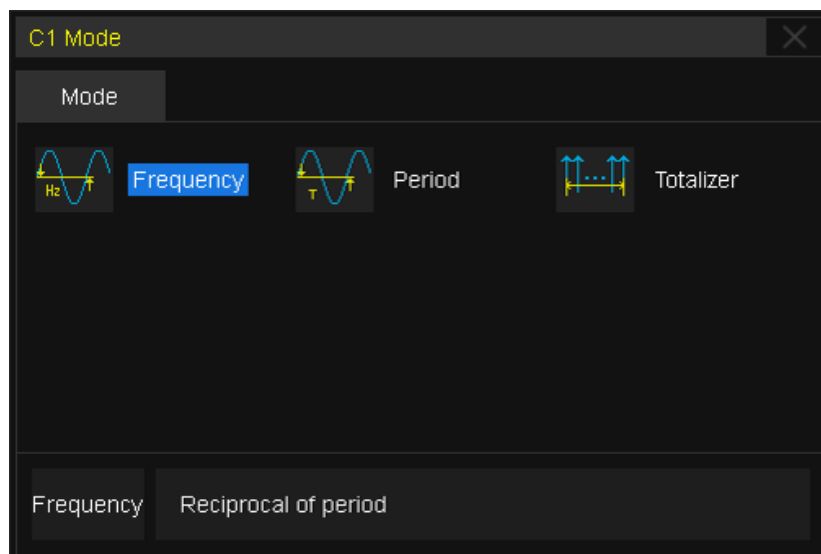 C1 Mode
Mode
Hz Frequency T Period Totalizer
Frequency Reciprocal of period